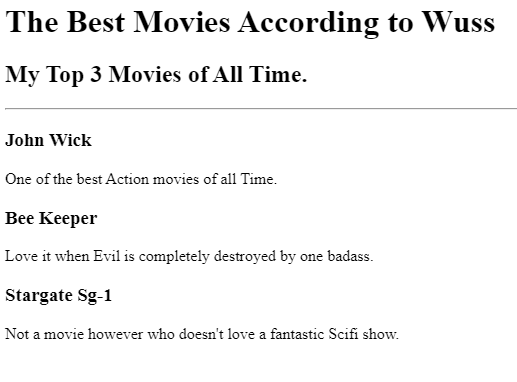 The Best Movies According to Wuss
My Top 3 Movies of All Time.
John Wick
One of the best Action movies of all Time.
Bee Keeper
Love it when Evil is completely destroyed by one badass.
Stargate Sg-1
Not a movie however who doesn't love a fantastic Scifi show.